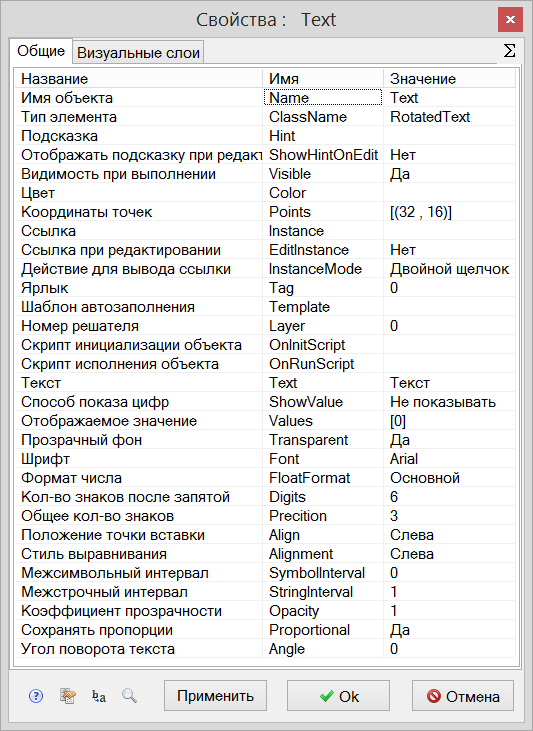 Свойства : Text
Общие Визуальные слои Σ
Название Имя Значение
Имя объекта Name Text
Тип элемента ClassName RotatedText
Подсказка Hint
Отображать подсказку при редакт ShowHintOnEdit Нет
Видимость при выполнении Visible Да
Цвет Color
Координаты точек Points [(32 , 16)]
Ссылка Instance
Ссылка при редактировании EditInstance Нет
Действие для вывода ссылки InstanceMode Двойной щелчок
Ярлык Tag 0
Шаблон автозаполнения Template
Номер решателя Layer 0
Скрипт инициализации объекта OnInitScript
Скрипт исполнения объекта OnRunScript
Текст Text Текст
Способ показа цифр ShowValue Не показывать
Отображаемое значение Values [0]
Прозрачный фон Transparent Да
Шрифт Font Arial
Формат числа FloatFormat Основной
Кол-во знаков после запятой Digits 6
Общее кол-во знаков Precition 3
Положение точки вставки Align Слева
Стиль выравнивания Alignment Слева
Межсимвольный интервал SymbolInterval 0
Межстрочный интервал StringInterval 1
Коэффициент прозрачности Opacity 1
Сохранять пропорции Proportional Да
Угол поворота текста Angle 0
? ba Применить Ok Отмена